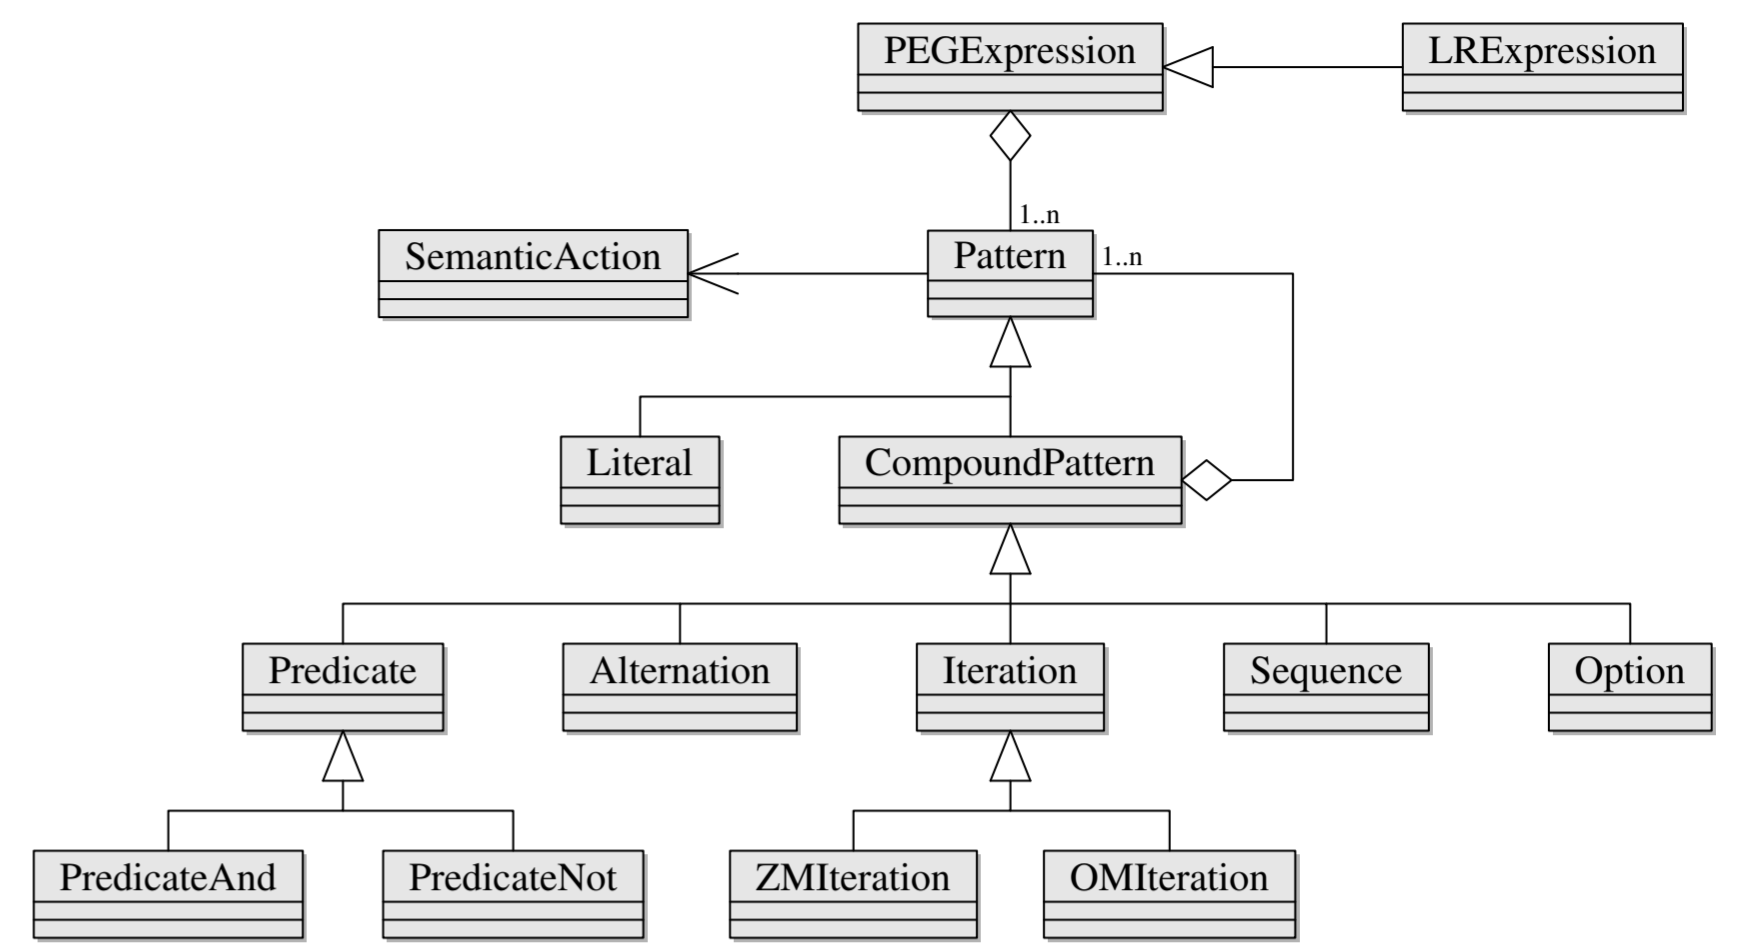 PEGExpression
LRExpression
1..n
SemanticAction
Pattern
1..n
Literal
CompoundPattern
Predicate
Alternation
Iteration
Sequence
Option
PredicateAnd
PredicateNot
ZMIteration
OMIteration